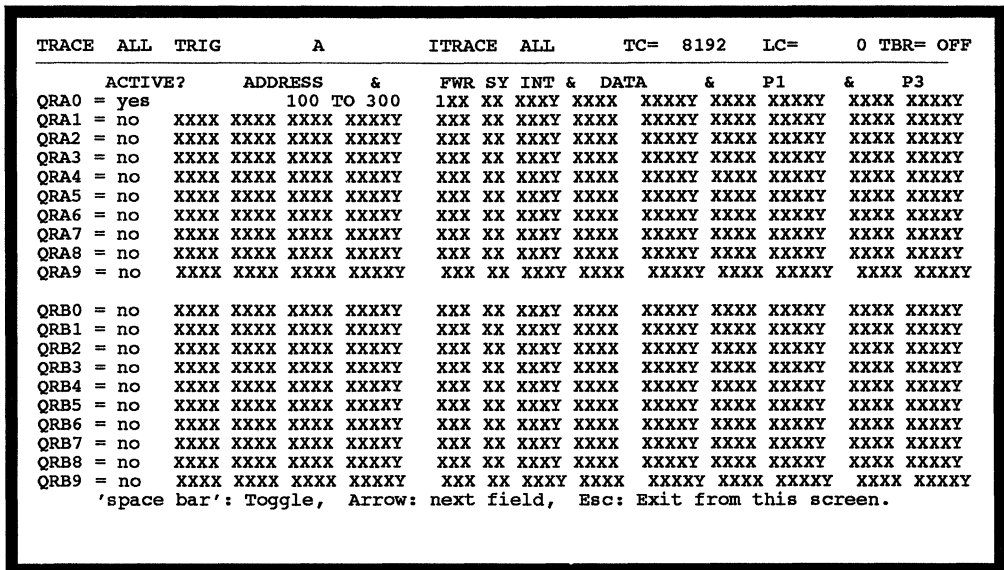 TRACE ALL TRIG A ITRACE ALL TC= 8192 LC= 0 TBR= OFF
ACTIVE? ADDRESS & FWR SY INT & DATA & P1 & P3
QRA0 = yes 100 TO 300 1XX XX XXXY XXXX XXXXY XXXX XXXXY XXXX XXXXY
QRA1 = no XXXX XXXX XXXX XXXXY XXX XX XXXY XXXX XXXXY XXXX XXXXY XXXX XXXXY
QRA2 = no XXXX XXXX XXXX XXXXY XXX XX XXXY XXXX XXXXY XXXX XXXXY XXXX XXXXY
QRA3 = no XXXX XXXX XXXX XXXXY XXX XX XXXY XXXX XXXXY XXXX XXXXY XXXX XXXXY
QRA4 = no XXXX XXXX XXXX XXXXY XXX XX XXXY XXXX XXXXY XXXX XXXXY XXXX XXXXY
QRA5 = no XXXX XXXX XXXX XXXXY XXX XX XXXY XXXX XXXXY XXXX XXXXY XXXX XXXXY
QRA6 = no XXXX XXXX XXXX XXXXY XXX XX XXXY XXXX XXXXY XXXX XXXXY XXXX XXXXY
QRA7 = no XXXX XXXX XXXX XXXXY XXX XX XXXY XXXX XXXXY XXXX XXXXY XXXX XXXXY
QRA8 = no XXXX XXXX XXXX XXXXY XXX XX XXXY XXXX XXXXY XXXX XXXXY XXXX XXXXY
QRA9 = no XXXX XXXX XXXX XXXXY XXX XX XXXY XXXX XXXXY XXXX XXXXY XXXX XXXXY
QRB0 = no XXXX XXXX XXXX XXXXY XXX XX XXXY XXXX XXXXY XXXX XXXXY XXXX XXXXY
QRB1 = no XXXX XXXX XXXX XXXXY XXX XX XXXY XXXX XXXXY XXXX XXXXY XXXX XXXXY
QRB2 = no XXXX XXXX XXXX XXXXY XXX XX XXXY XXXX XXXXY XXXX XXXXY XXXX XXXXY
QRB3 = no XXXX XXXX XXXX XXXXY XXX XX XXXY XXXX XXXXY XXXX XXXXY XXXX XXXXY
QRB4 = no XXXX XXXX XXXX XXXXY XXX XX XXXY XXXX XXXXY XXXX XXXXY XXXX XXXXY
QRB5 = no XXXX XXXX XXXX XXXXY XXX XX XXXY XXXX XXXXY XXXX XXXXY XXXX XXXXY
QRB6 = no XXXX XXXX XXXX XXXXY XXX XX XXXY XXXX XXXXY XXXX XXXXY XXXX XXXXY
QRB7 = no XXXX XXXX XXXX XXXXY XXX XX XXXY XXXX XXXXY XXXX XXXXY XXXX XXXXY
QRB8 = no XXXX XXXX XXXX XXXXY XXX XX XXXY XXXX XXXXY XXXX XXXXY XXXX XXXXY
QRB9 = no XXXX XXXX XXXX XXXXY XXX XX XXXY XXXX XXXXY XXXX XXXXY XXXX XXXXY
'space bar': Toggle, Arrow: next field, Esc: Exit from this screen.